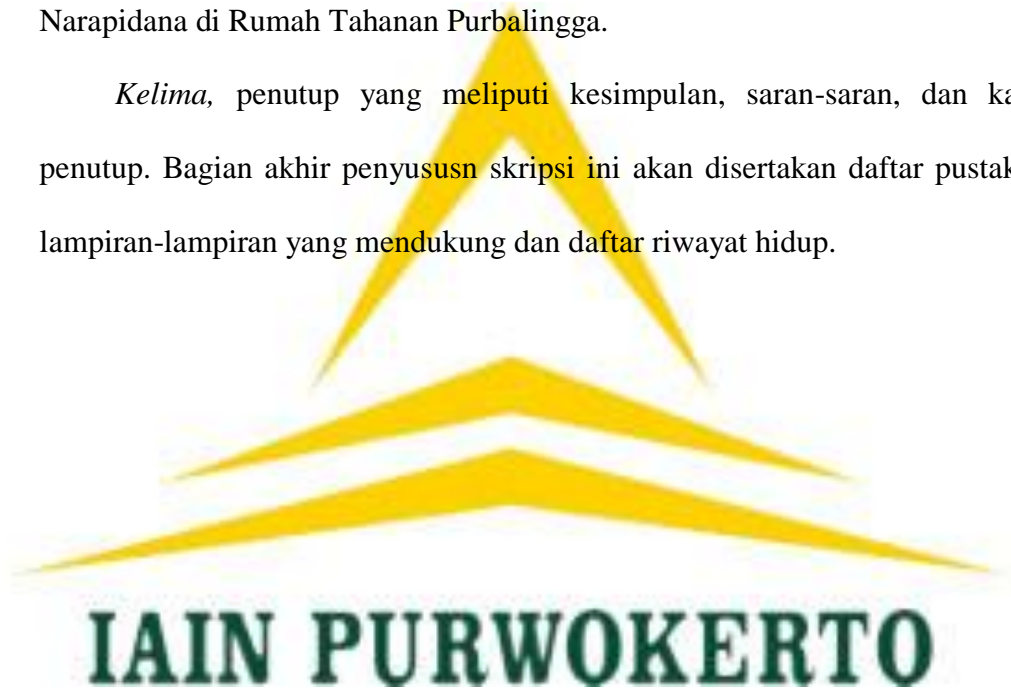 Narapidana di Rumah Tahanan Purbalingga.
Kelima, penutup yang meliputi kesimpulan, saran-saran, dan ka
penutup. Bagian akhir penyususn skripsi ini akan disertakan daftar pustak
lampiran-lampiran yang mendukung dan daftar riwayat hidup.
IAIN PURWOKERTO